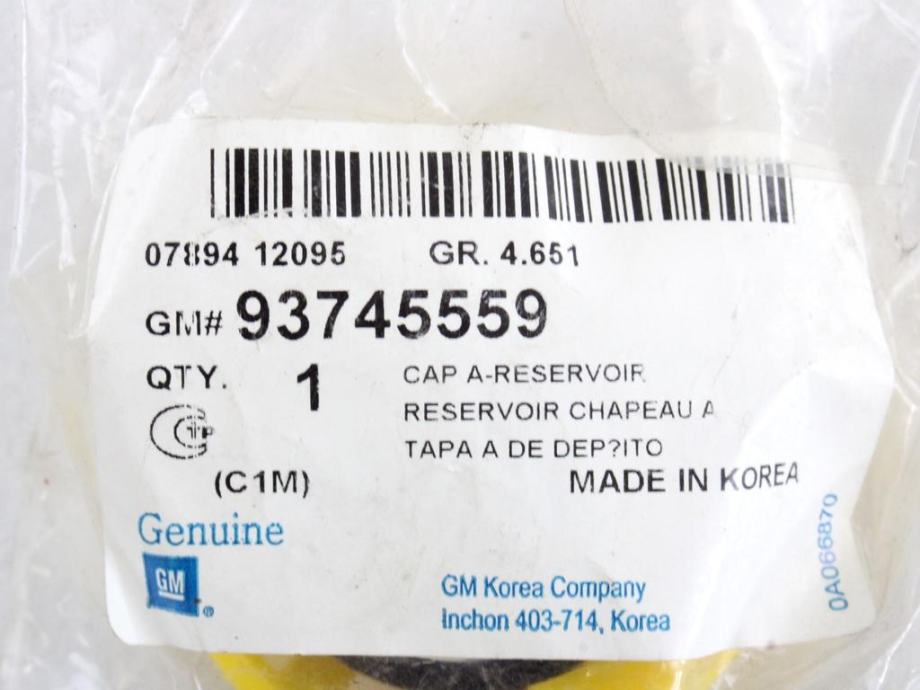 07894 12095 GR. 4.651
GM# 93745559
QTY. 1 CAP A-RESERVOIR
RESERVOIR CHAPEAU A
TAPA A DE DEP?ITO
(C1M) MADE IN KOREA
Genuine
GM ®
GM Korea Company
Inchon 403-714, Korea
0A066870